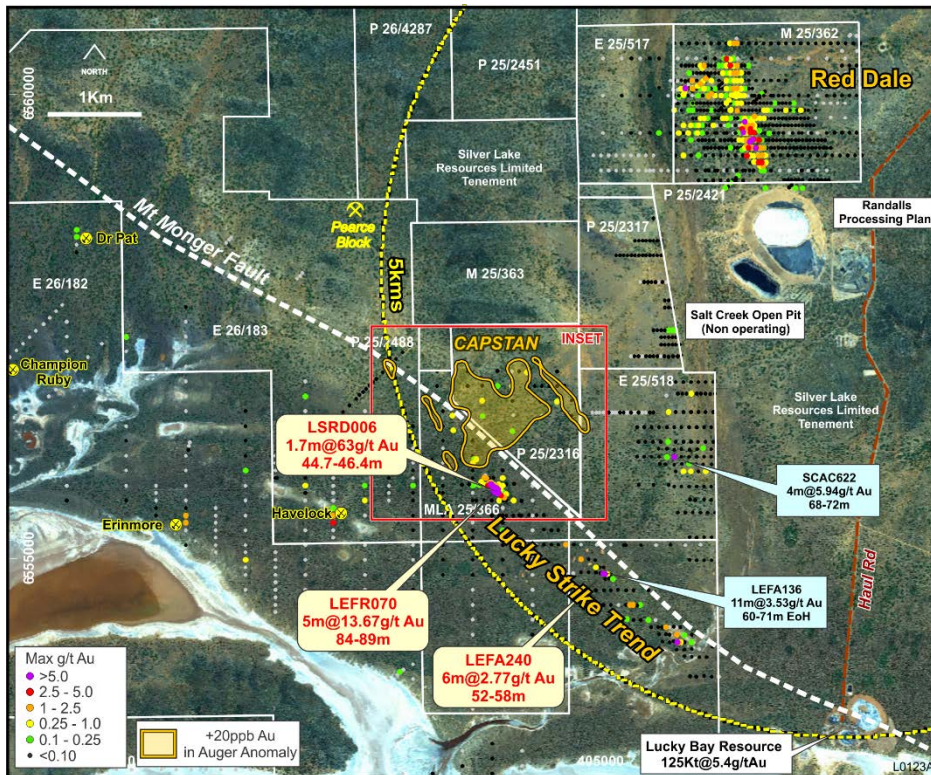 P 26/4287
E 25/517
M 25/362
NORTH
1Km
6560000
P 25/2451
Red Dale
Silver Lake
Resources Limited
Tenement
P 25/2421
Randalls
Processing Plan
Pearce
Block
P 25/2317
Dr Pat
Mt Monger Fault
5kms
M 25/363
E 26/182
Salt Creek Open Pit
(Non operating)
E 26/183
P 25/2488
CAPSTAN
INSET
Champion
Ruby
E 25/518
Silver Lake
Resources Limited
Tenement
LSRD006
1.7m@63g/t Au
44.7-46.4m
P 25/2316
SCAC622
4m@5.94g/t Au
68-72m
Havelock
MLA 25/366
Erinmore
6555000
Lucky Strike Trend
Haul Rd
LEFA136
11m@3.53g/t Au
60-71m EoH
LEFR070
5m@13.67g/t Au
84-89m
LEFA240
6m@2.77g/t Au
52-58m
Max g/t Au
>5.0
2.5 - 5.0
1 - 2.5
0.25 - 1.0
0.1 - 0.25
<0.10
+20ppb Au
in Auger Anomaly
405000
Lucky Bay Resource
125Kt@5.4g/tAu
L0123A